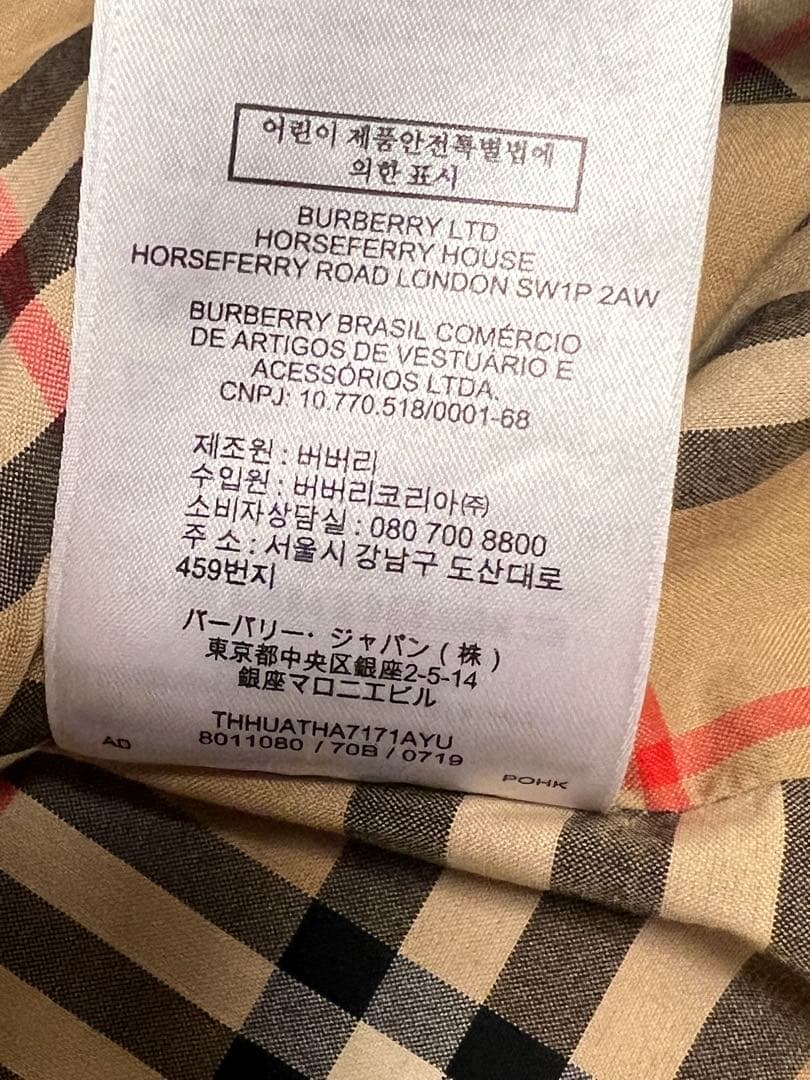 어린이 제품안전특별법에
의한 표시
BURBERRY LTD
HORSEFERRY HOUSE
HORSEFERRY ROAD LONDON SW1P 2AW
BURBERRY BRASIL COMÉRCIO
DE ARTIGOS DE VESTUÁRIO E
ACESSÓRIOS LTDA.
CNPJ: 10.770.518/0001-68
제조원 : 버버리
수입원 : 버버리코리아㈜
소비자상담실 : 080 700 8800
주 소 : 서울시 강남구 도산대로
459번지
バーバリー・ジャパン ( 株 )
東京都中央区銀座2-5-14
銀座マロニエビル
THHUATHA7171AYU
8011080 / 70B / 0719
AD
POHK